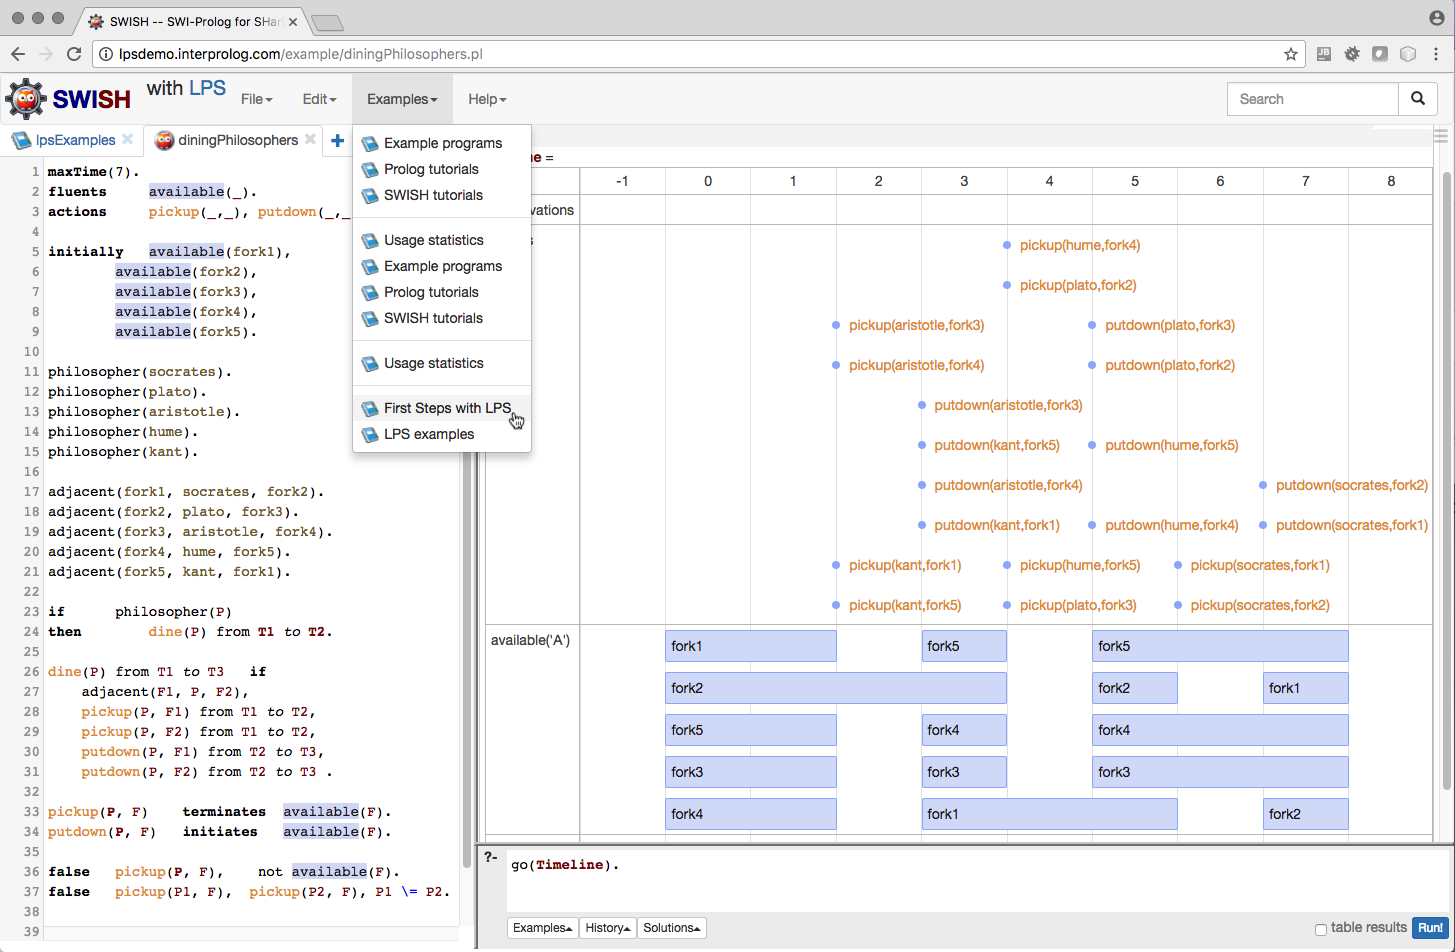 SWISH -- SWI-Prolog for SHar
lpsdemo.interprolog.com/example/diningPhilosophers.pl
SWISH with LPS File Edit Examples Help Search
lpsExamples diningPhilosophers
Example programs
Prolog tutorials
SWISH tutorials
Usage statistics
Example programs
Prolog tutorials
SWISH tutorials
Usage statistics
First Steps with LPS
LPS examples
1 maxTime(7).
2 fluents available(_).
3 actions pickup(_,_), putdown(_,_
4
5 initially available(fork1),
6 available(fork2),
7 available(fork3),
8 available(fork4),
9 available(fork5).
10
11 philosopher(socrates).
12 philosopher(plato).
13 philosopher(aristotle).
14 philosopher(hume).
15 philosopher(kant).
16
17 adjacent(fork1, socrates, fork2).
18 adjacent(fork2, plato, fork3).
19 adjacent(fork3, aristotle, fork4).
20 adjacent(fork4, hume, fork5).
21 adjacent(fork5, kant, fork1).
22
23 if philosopher(P)
24 then dine(P) from T1 to T2.
25
26 dine(P) from T1 to T3 if
27 adjacent(F1, P, F2),
28 pickup(P, F1) from T1 to T2,
29 pickup(P, F2) from T1 to T2,
30 putdown(P, F1) from T2 to T3,
31 putdown(P, F2) from T2 to T3 .
32
33 pickup(P, F) terminates available(F).
34 putdown(P, F) initiates available(F).
35
36 false pickup(P, F), not available(F).
37 false pickup(P1, F), pickup(P2, F), P1 \= P2.
38
39
ne =
-1 0 1 2 3 4 5 6 7 8
vations
s
pickup(hume,fork4)
pickup(plato,fork2)
pickup(aristotle,fork3) putdown(plato,fork3)
pickup(aristotle,fork4) putdown(plato,fork2)
putdown(aristotle,fork3)
putdown(kant,fork5) putdown(hume,fork5)
putdown(aristotle,fork4) putdown(socrates,fork2)
putdown(kant,fork1) putdown(hume,fork4) putdown(socrates,fork1)
pickup(kant,fork1) pickup(hume,fork5) pickup(socrates,fork1)
pickup(kant,fork5) pickup(plato,fork3) pickup(socrates,fork2)
available('A') fork1 fork5 fork5
fork2 fork2 fork1
fork5 fork4 fork4
fork3 fork3 fork3
fork4 fork1 fork2
?- go(Timeline).
Examples History Solutions table results Run!